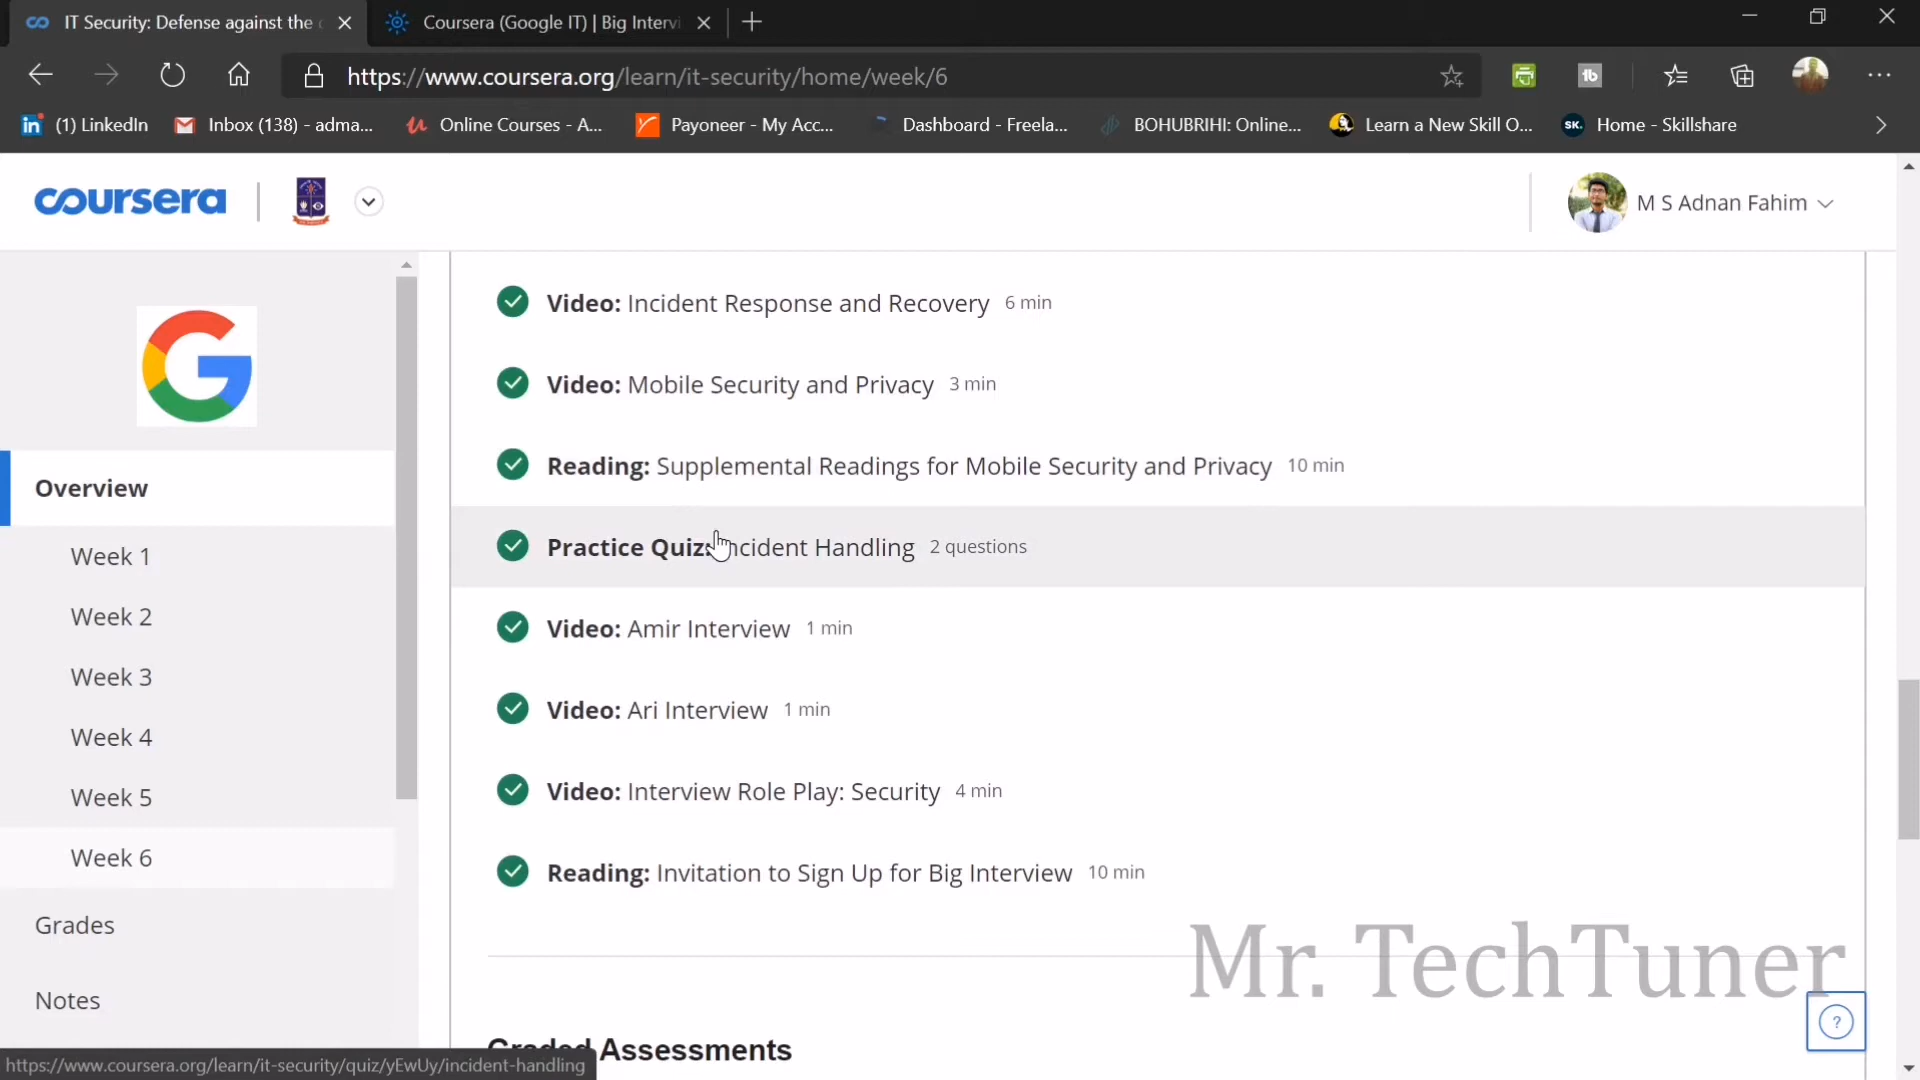 IT Security: Defense against the
Coursera (Google IT) | Big Intervi
https://www.coursera.org/learn/it-security/home/week/6
tb
in (1) LinkedIn
Inbox (138) - adma...
Online Courses - A...
Payoneer - My Acc...
Dashboard - Freela...
BOHUBRIHI: Online...
Learn a New Skill O...
SK. Home - Skillshare
coursera
M S Adnan Fahim
G
Overview
Week 1
Week 2
Week 3
Week 4
Week 5
Week 6
Grades
Notes
Video: Incident Response and Recovery 6 min
Video: Mobile Security and Privacy 3 min
Reading: Supplemental Readings for Mobile Security and Privacy 10 min
Practice Quiz: Incident Handling 2 questions
Video: Amir Interview 1 min
Video: Ari Interview 1 min
Video: Interview Role Play: Security 4 min
Reading: Invitation to Sign Up for Big Interview 10 min
Mr. TechTuner
?
Graded Assessments
https://www.coursera.org/learn/it-security/quiz/yEwUy/incident-handling